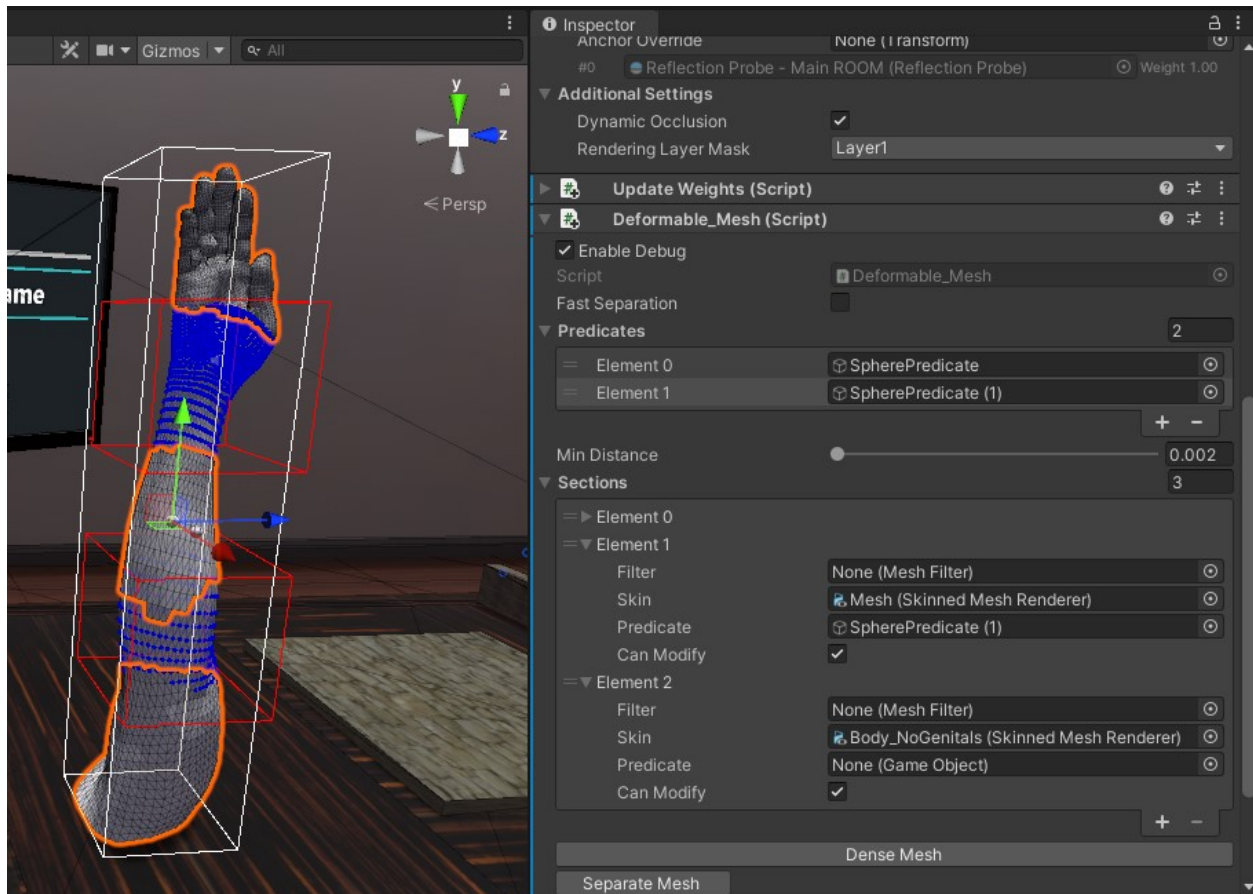 Inspector
Gizmos
All
Anchor Override None (Transform)
#0 Reflection Probe - Main ROOM (Reflection Probe) Weight 1.00
Additional Settings
Dynamic Occlusion
Rendering Layer Mask Layer1
y
z
Persp
ame
Update Weights (Script)
Deformable_Mesh (Script)
Enable Debug
Script Deformable_Mesh
Fast Separation
Predicates 2
Element 0 SpherePredicate
Element 1 SpherePredicate (1)
+ -
Min Distance 0.002
Sections 3
Element 0
Element 1
Filter None (Mesh Filter)
Skin Mesh (Skinned Mesh Renderer)
Predicate SpherePredicate (1)
Can Modify
Element 2
Filter None (Mesh Filter)
Skin Body_NoGenitals (Skinned Mesh Renderer)
Predicate None (Game Object)
Can Modify
+ -
Dense Mesh
Separate Mesh